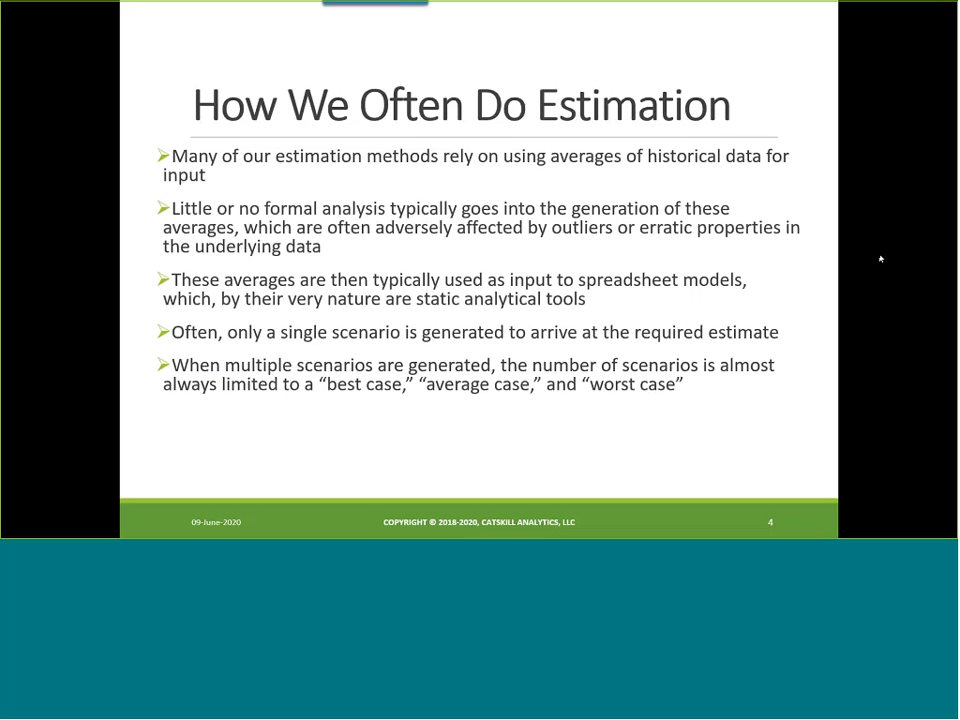 How We Often Do Estimation
Many of our estimation methods rely on using averages of historical data for
input
Little or no formal analysis typically goes into the generation of these
averages, which are often adversely affected by outliers or erratic properties in
the underlying data
These averages are then typically used as input to spreadsheet models,
which, by their very nature are static analytical tools
Often, only a single scenario is generated to arrive at the required estimate
When multiple scenarios are generated, the number of scenarios is almost
always limited to a “best case,” “average case,” and “worst case”
09-June-2020
COPYRIGHT © 2018-2020, CATSKILL ANALYTICS, LLC
4